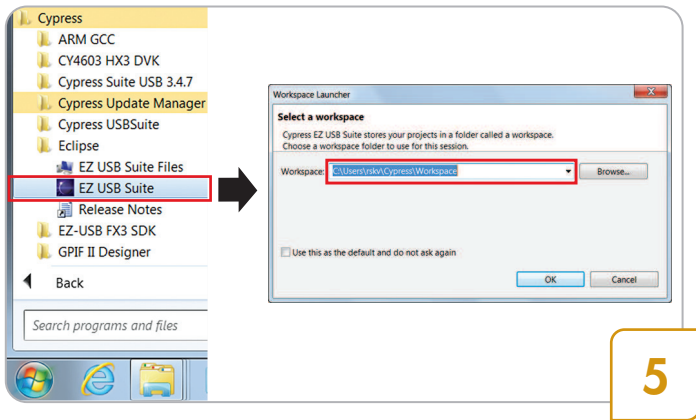 Cypress
ARM GCC
CY4603 HX3 DVK
Cypress Suite USB 3.4.7
Cypress Update Manager
Cypress USBSuite
Eclipse
EZ USB Suite Files
EZ USB Suite
Release Notes
EZ-USB FX3 SDK
GPIF II Designer
Back
Search programs and files
Workspace Launcher
Select a workspace
Cypress EZ USB Suite stores your projects in a folder called a workspace.
Choose a workspace folder to use for this session.
Workspace: C:\Users\rskv\Cypress\Workspace Browse...
Use this as the default and do not ask again
OK Cancel
5